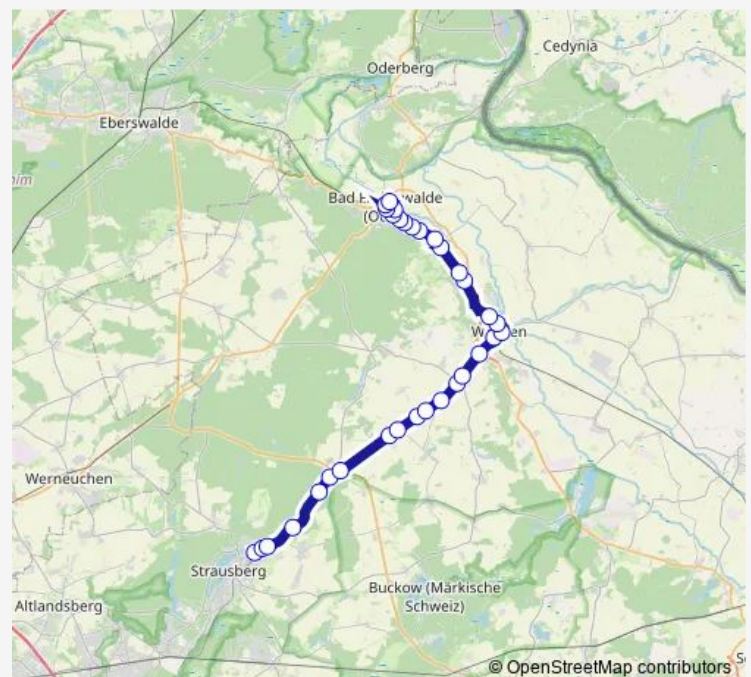 Cedynia
Oderberg
Eberswalde
Bad
walde
(O
W
en
Werneuchen
Strausberg
Buckow (Märkische
Schweiz)
Altlandsberg
© OpenStreetMap contributors